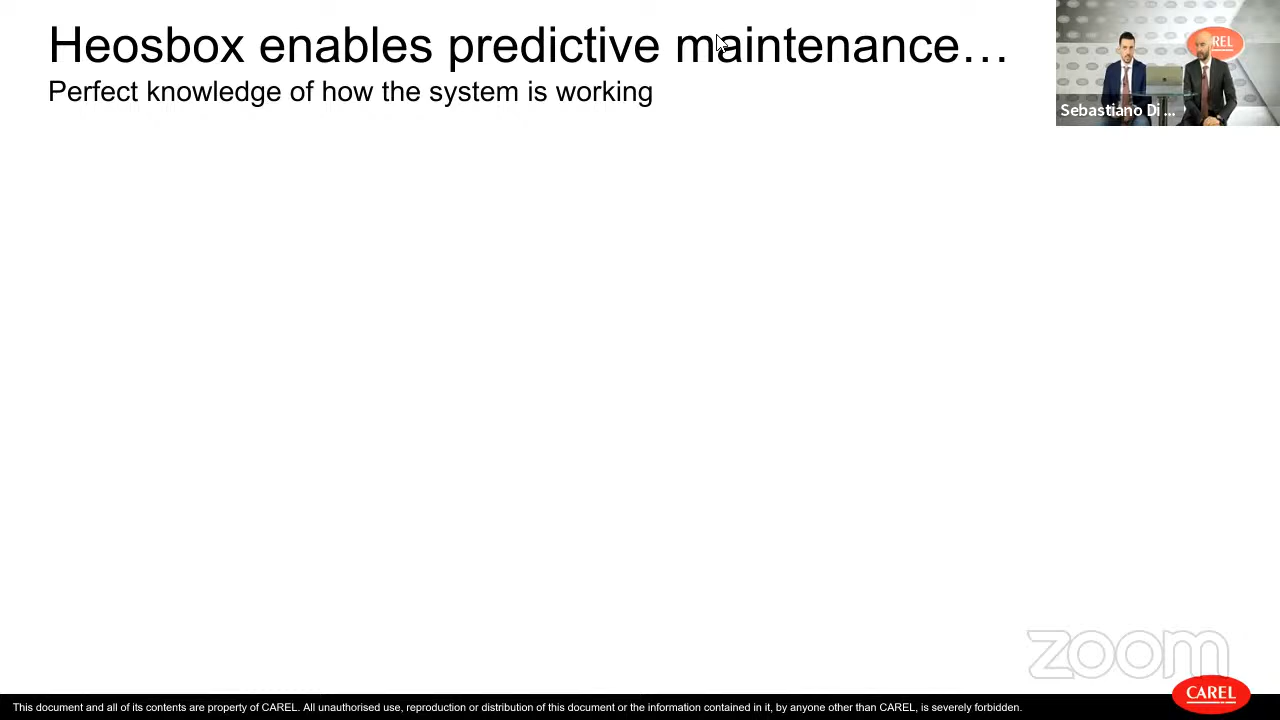 Heosbox enables predictive maintenance…
Perfect knowledge of how the system is working
REL
Sebastiano Di ...
zoom
CAREL
This document and all of its contents are property of CAREL. All unauthorised use, reproduction or distribution of this document or the information contained in it, by anyone other than CAREL, is severely forbidden.